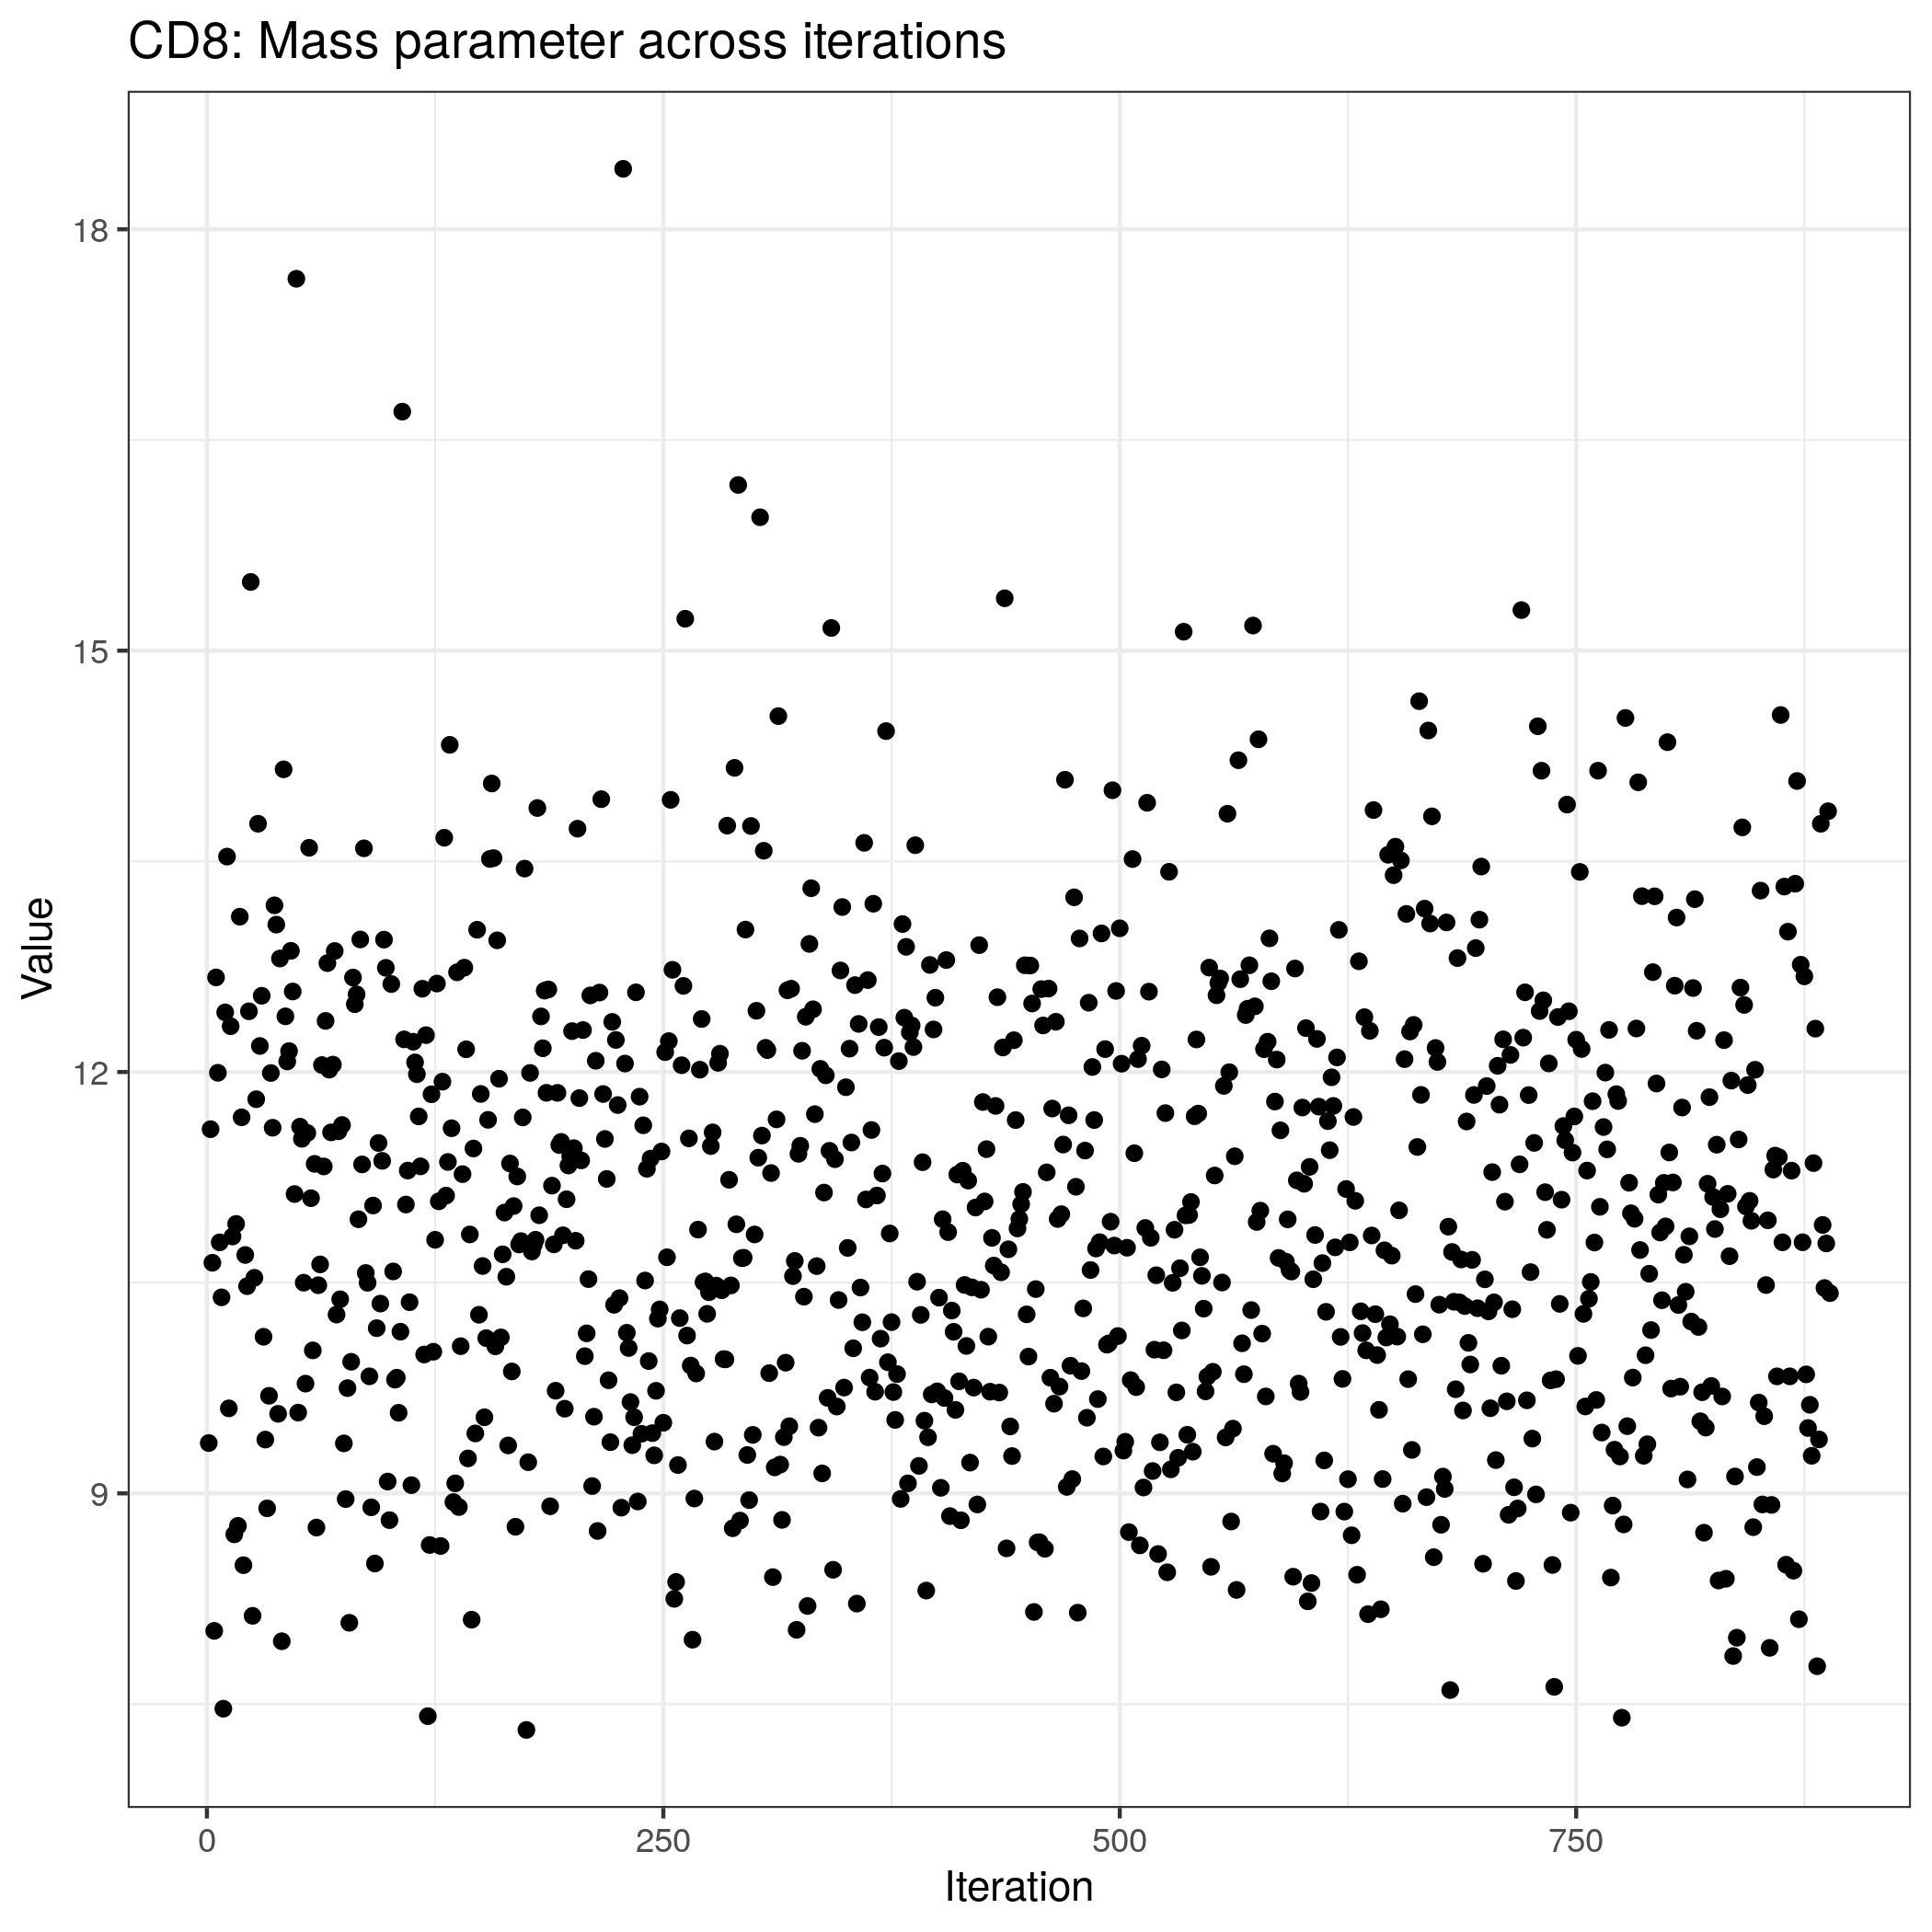 CD8: Mass parameter across iterations
18
15
12
9
Value
0 250 500 750
Iteration